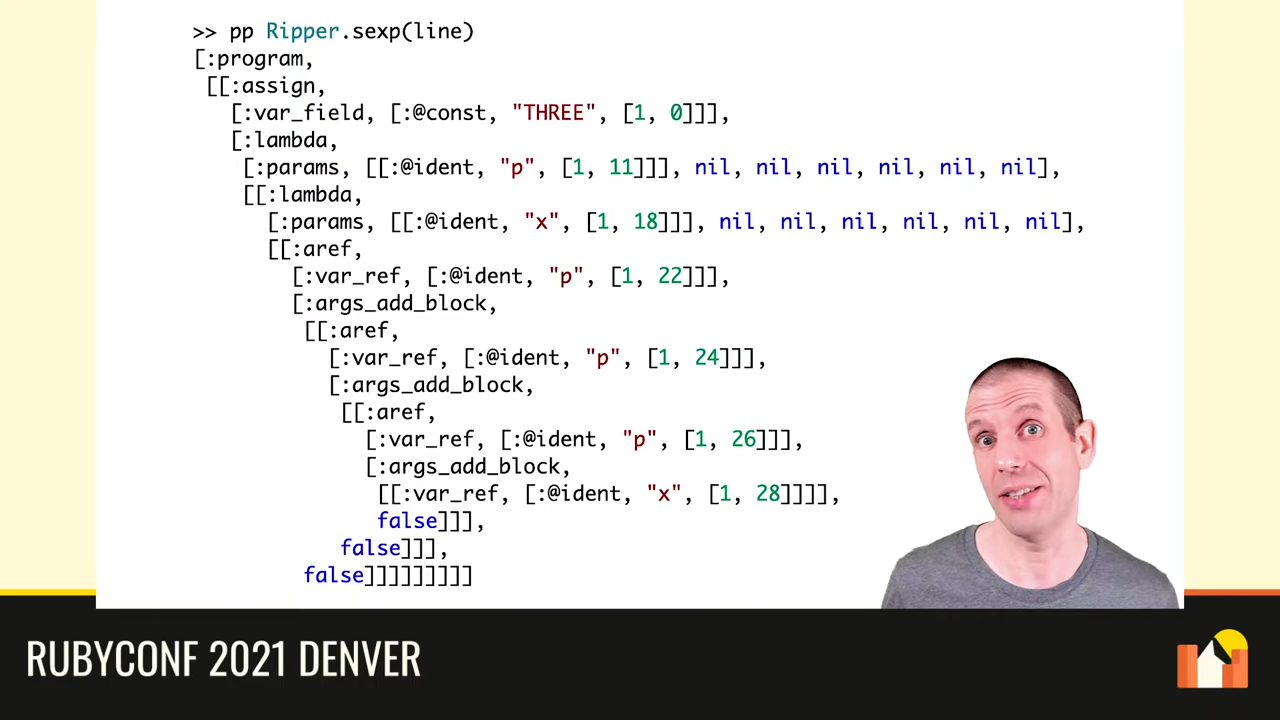 >> pp Ripper.sexp(line)
[:program,
 [[:assign,
   [:var_field, [:@const, "THREE", [1, 0]]],
   [:lambda,
    [:params, [[:@ident, "p", [1, 11]]], nil, nil, nil, nil, nil, nil],
    [[:lambda,
      [:params, [[:@ident, "x", [1, 18]]], nil, nil, nil, nil, nil, nil],
      [[:aref,
        [:var_ref, [:@ident, "p", [1, 22]]],
        [:args_add_block,
         [[:aref,
           [:var_ref, [:@ident, "p", [1, 24]]],
           [:args_add_block,
            [[:aref,
              [:var_ref, [:@ident, "p", [1, 26]]],
              [:args_add_block,
               [[:var_ref, [:@ident, "x", [1, 28]]]],
               false]]],
            false]]],
         false]]]]]]]]]
RUBYCONF 2021 DENVER